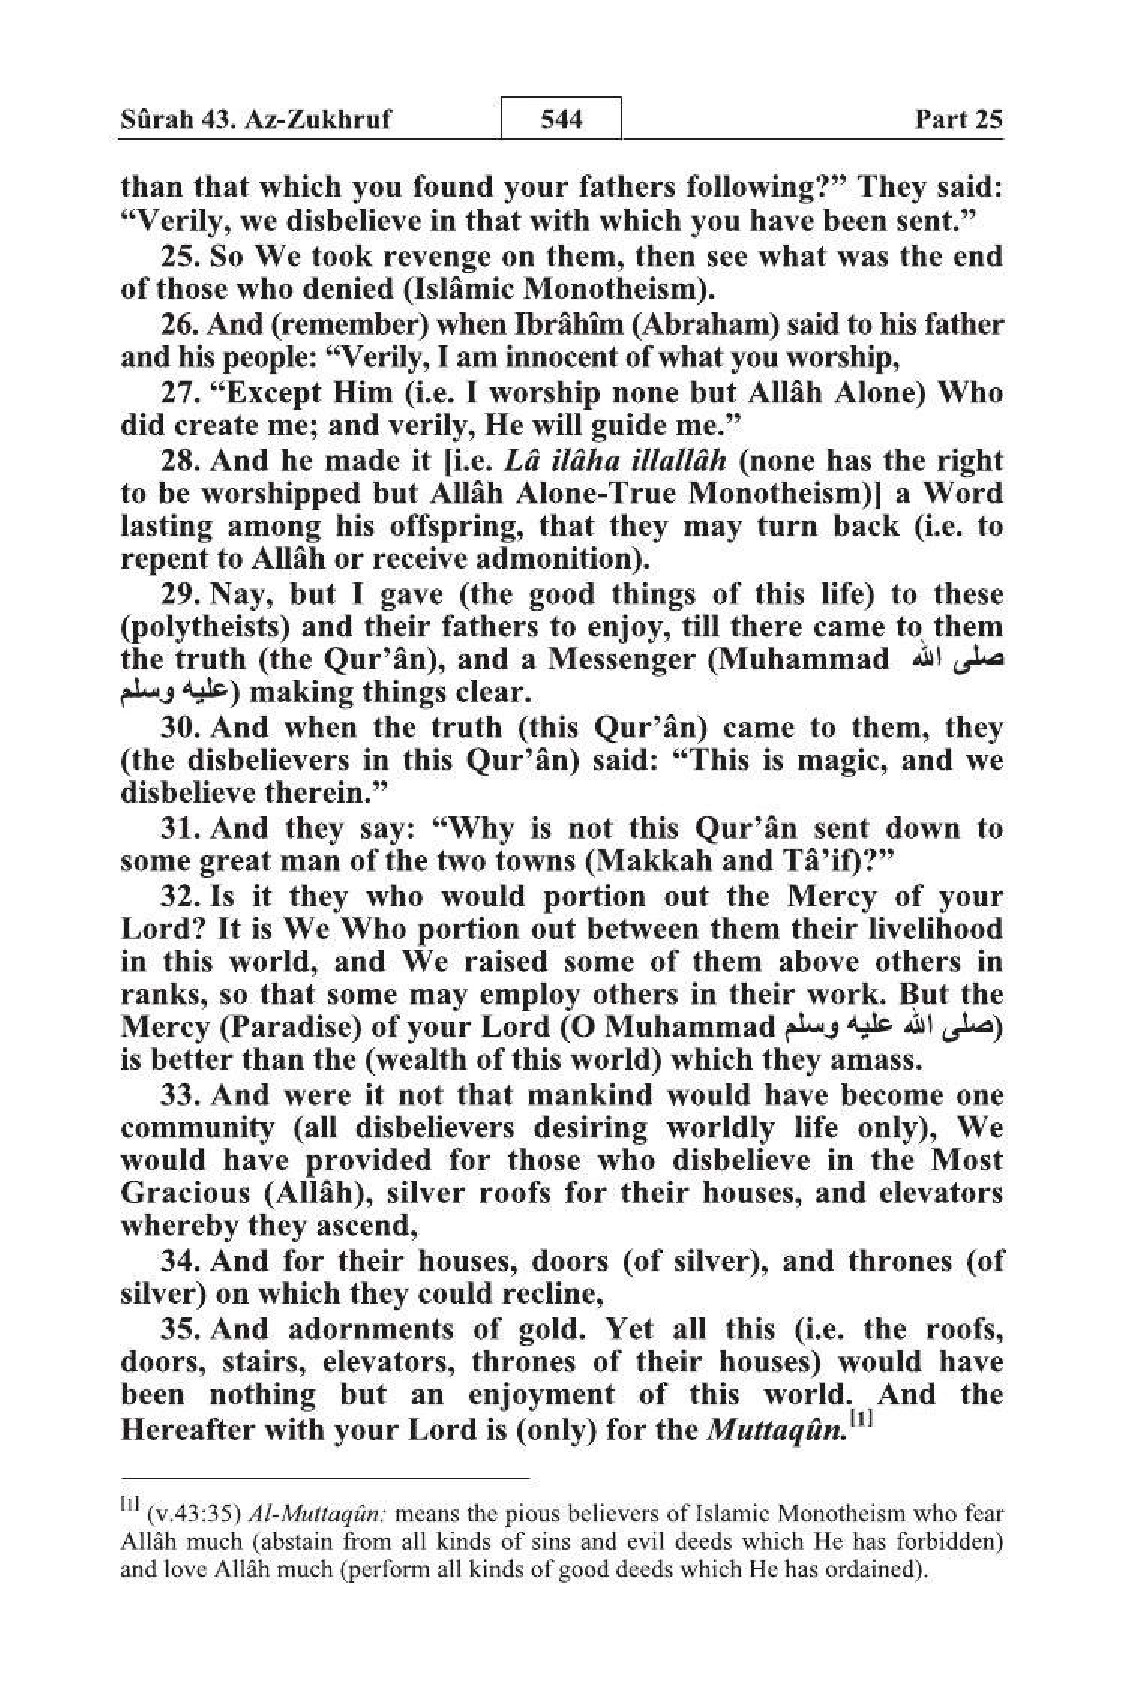 Sûrah 43. Az-Zukhruf 544 Part 25
than that which you found your fathers following?” They said:
“Verily, we disbelieve in that with which you have been sent.”
25. So We took revenge on them, then see what was the end
of those who denied (Islâmic Monotheism).
26. And (remember) when Ibrâhîm (Abraham) said to his father
and his people: “Verily, I am innocent of what you worship,
27. “Except Him (i.e. I worship none but Allâh Alone) Who
did create me; and verily, He will guide me.”
28. And he made it [i.e. Lâ ilâha illallâh (none has the right
to be worshipped but Allâh Alone-True Monotheism)] a Word
lasting among his offspring, that they may turn back (i.e. to
repent to Allâh or receive admonition).
29. Nay, but I gave (the good things of this life) to these
(polytheists) and their fathers to enjoy, till there came to them
the truth (the Qur’ân), and a Messenger (Muhammad صلى الله
عليه وسلم) making things clear.
30. And when the truth (this Qur’ân) came to them, they
(the disbelievers in this Qur’ân) said: “This is magic, and we
disbelieve therein.”
31. And they say: “Why is not this Qur’ân sent down to
some great man of the two towns (Makkah and Tâ’if)?”
32. Is it they who would portion out the Mercy of your
Lord? It is We Who portion out between them their livelihood
in this world, and We raised some of them above others in
ranks, so that some may employ others in their work. But the
Mercy (Paradise) of your Lord (O Muhammad صلى الله عليه وسلم)
is better than the (wealth of this world) which they amass.
33. And were it not that mankind would have become one
community (all disbelievers desiring worldly life only), We
would have provided for those who disbelieve in the Most
Gracious (Allâh), silver roofs for their houses, and elevators
whereby they ascend,
34. And for their houses, doors (of silver), and thrones (of
silver) on which they could recline,
35. And adornments of gold. Yet all this (i.e. the roofs,
doors, stairs, elevators, thrones of their houses) would have
been nothing but an enjoyment of this world. And the
Hereafter with your Lord is (only) for the Muttaqûn.[1]
[1] (v.43:35) Al-Muttaqûn: means the pious believers of Islamic Monotheism who fear
Allâh much (abstain from all kinds of sins and evil deeds which He has forbidden)
and love Allâh much (perform all kinds of good deeds which He has ordained).